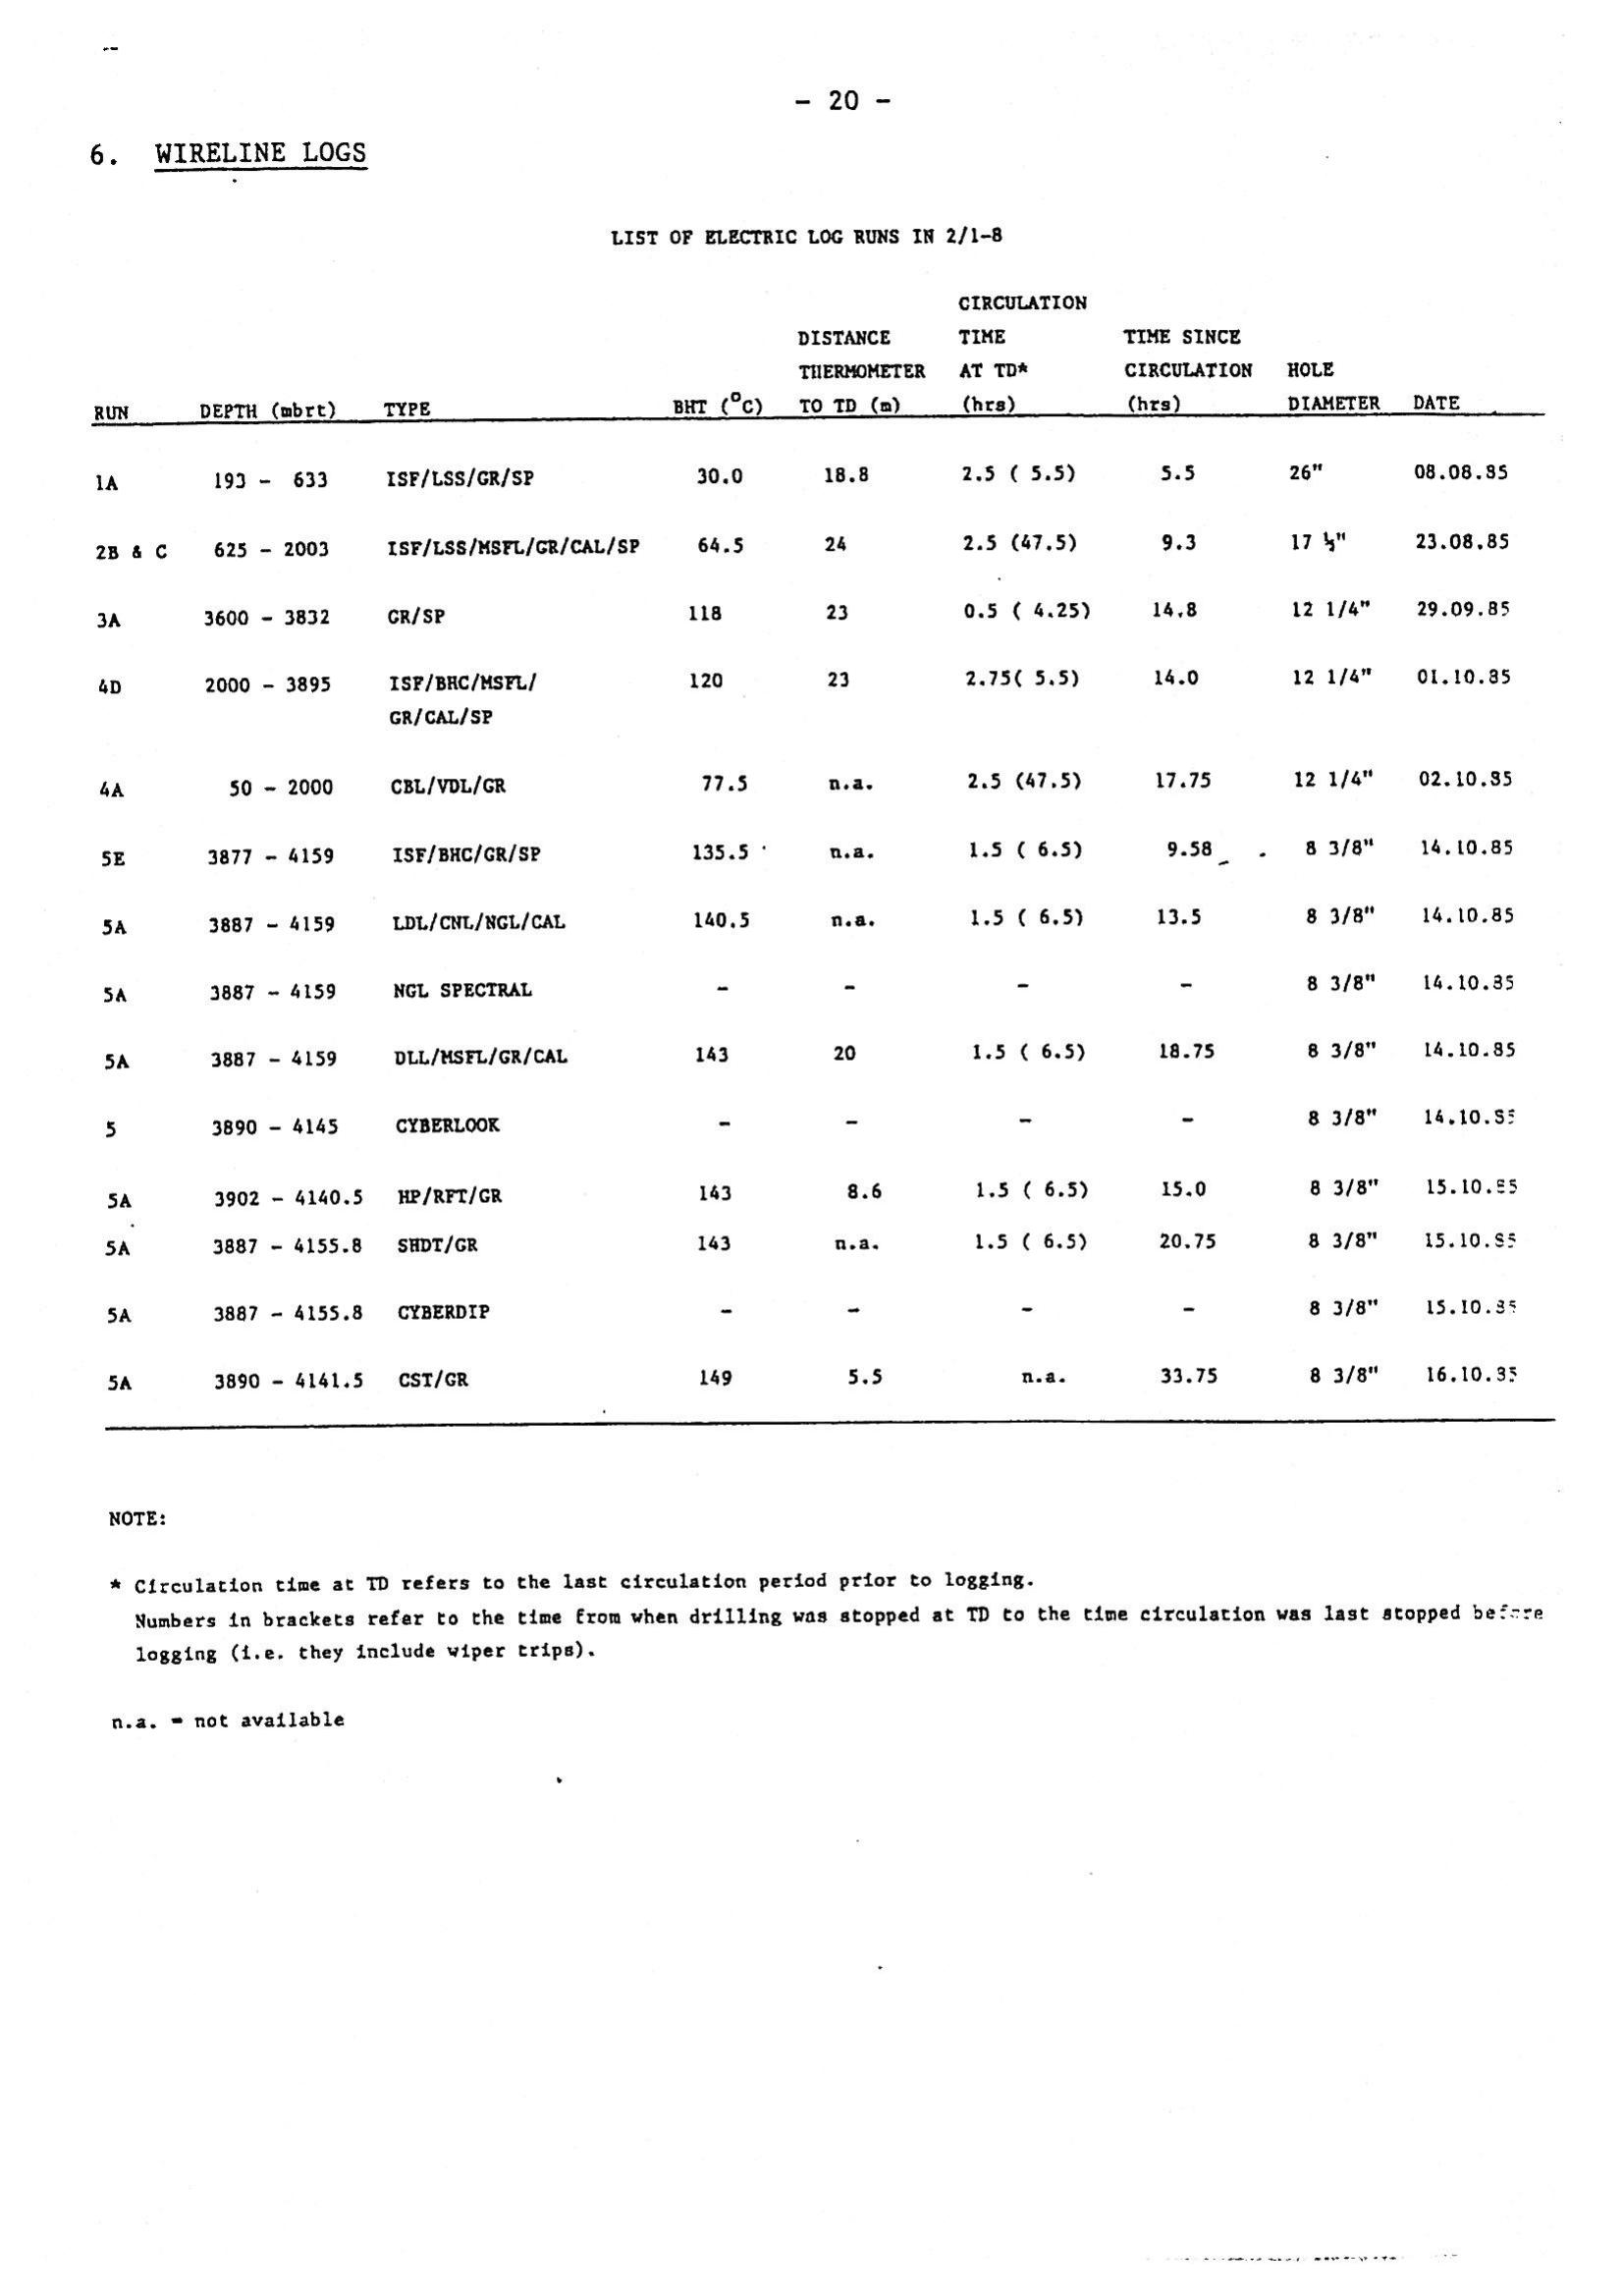 - 20 -
6. WIRELINE LOGS
LIST OF ELECTRIC LOG RUNS IN 2/1-8
CIRCULATION
DISTANCE TIME TIME SINCE
THERMOMETER AT TD* CIRCULATION HOLE
RUN DEPTH (mbrt) TYPE BHT (°C) TO TD (m) (hrs) (hrs) DIAMETER DATE
1A 193 - 633 ISF/LSS/GR/SP 30.0 18.8 2.5 ( 5.5) 5.5 26" 08.08.85
2B & C 625 - 2003 ISF/LSS/MSFL/GR/CAL/SP 64.5 24 2.5 (47.5) 9.3 17 ½" 23.08.85
3A 3600 - 3832 GR/SP 118 23 0.5 ( 4.25) 14.8 12 1/4" 29.09.85
4D 2000 - 3895 ISF/BHC/MSFL/ 120 23 2.75( 5.5) 14.0 12 1/4" 01.10.85
GR/CAL/SP
4A 50 - 2000 CBL/VDL/GR 77.5 n.a. 2.5 (47.5) 17.75 12 1/4" 02.10.85
5E 3877 - 4159 ISF/BHC/GR/SP 135.5 n.a. 1.5 ( 6.5) 9.58 8 3/8" 14.10.85
5A 3887 - 4159 LDL/CNL/NGL/CAL 140.5 n.a. 1.5 ( 6.5) 13.5 8 3/8" 14.10.85
5A 3887 - 4159 NGL SPECTRAL - - - - 8 3/8" 14.10.85
5A 3887 - 4159 DLL/MSFL/GR/CAL 143 20 1.5 ( 6.5) 18.75 8 3/8" 14.10.85
5 3890 - 4145 CYBERLOOK - - - - 8 3/8" 14.10.85
5A 3902 - 4140.5 HP/RFT/GR 143 8.6 1.5 ( 6.5) 15.0 8 3/8" 15.10.85
5A 3887 - 4155.8 SHDT/GR 143 n.a. 1.5 ( 6.5) 20.75 8 3/8" 15.10.85
5A 3887 - 4155.8 CYBERDIP - - - - 8 3/8" 15.10.85
5A 3890 - 4141.5 CST/GR 149 5.5 n.a. 33.75 8 3/8" 16.10.85
NOTE:
* Circulation time at TD refers to the last circulation period prior to logging.
Numbers in brackets refer to the time from when drilling was stopped at TD to the time circulation was last stopped before
logging (i.e. they include wiper trips).
n.a. = not available